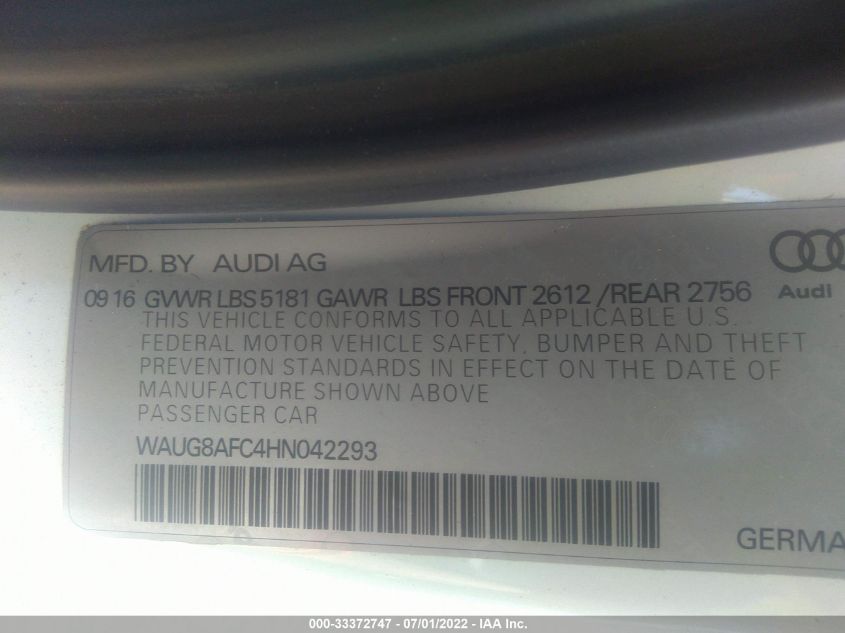 MFD. BY AUDI AG
09 16 GVWR LBS 5181 GAWR LBS FRONT 2612 /REAR 2756
Audi
THIS VEHICLE CONFORMS TO ALL APPLICABLE U.S.
FEDERAL MOTOR VEHICLE SAFETY, BUMPER AND THEFT
PREVENTION STANDARDS IN EFFECT ON THE DATE OF
MANUFACTURE SHOWN ABOVE
PASSENGER CAR
WAUG8AFC4HN042293
GERMA
000-33372747 - 07/01/2022 - IAA Inc.